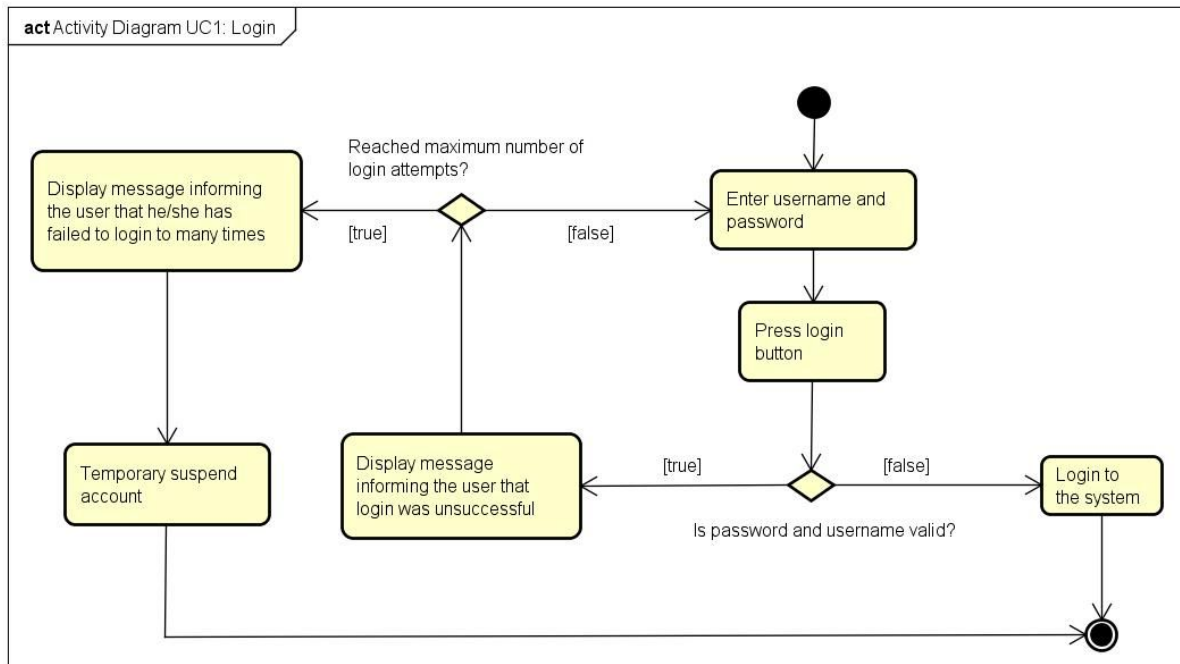 act Activity Diagram UC1: Login
Reached maximum number of
login attempts?
Display message informing
the user that he/she has
failed to login to many times
[true]
[false]
Enter username and
password
Press login
button
Temporary suspend
account
Display message
informing the user that
login was unsuccessful
[true]
[false]
Login to
the system
Is password and username valid?